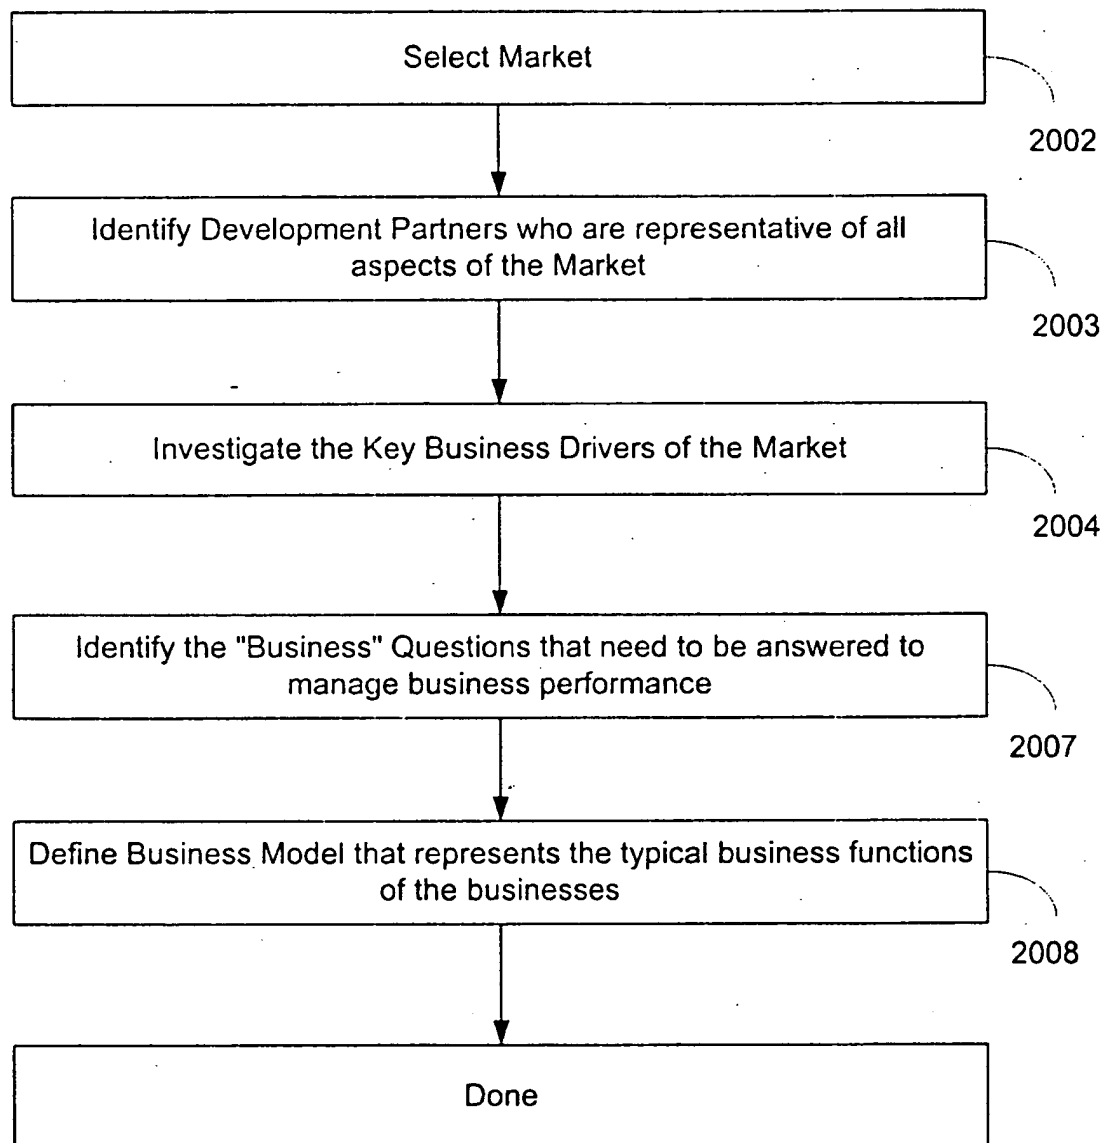 Select Market
2002
Identify Development Partners who are representative of all
aspects of the Market
2003
Investigate the Key Business Drivers of the Market
2004
Identify the "Business" Questions that need to be answered to
manage business performance
2007
Define Business Model that represents the typical business functions
of the businesses
2008
Done